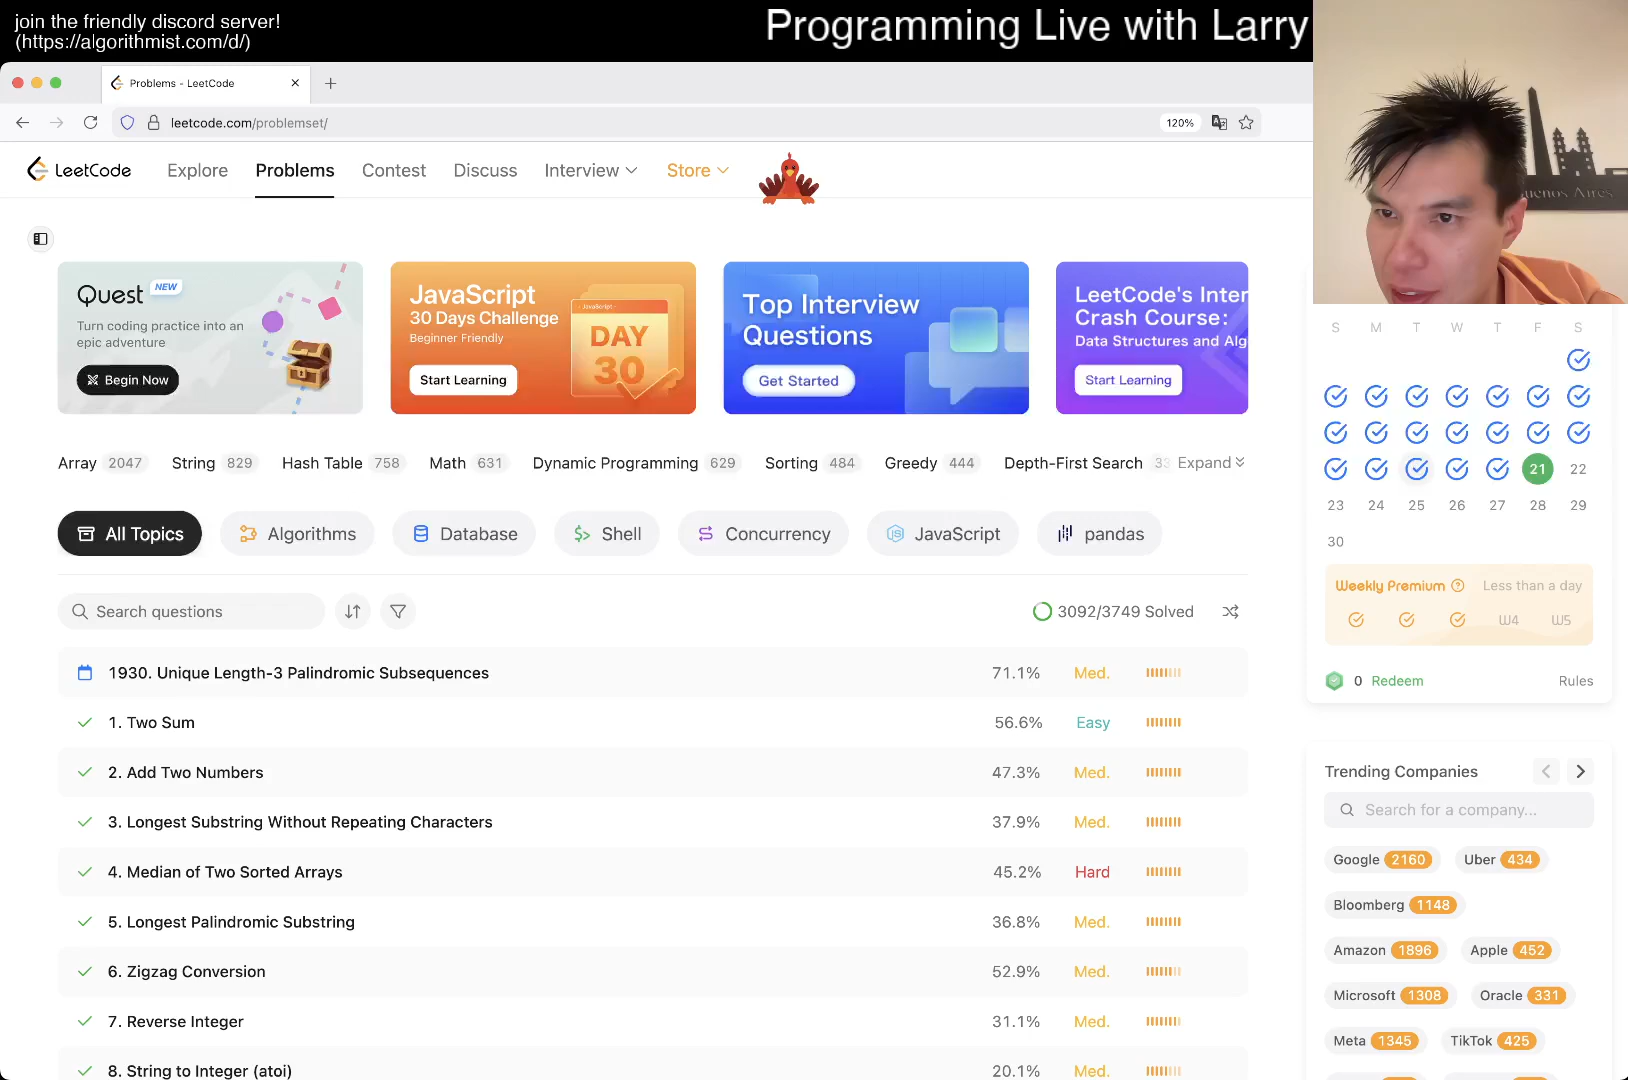 join the friendly discord server!
(https://algorithmist.com/d/)
Programming Live with Larry
Problems - LeetCode
leetcode.com/problemset/
120%
LeetCode
Explore
Problems
Contest
Discuss
Interview
Store
Quest NEW
Turn coding practice into an
epic adventure
Begin Now
JavaScript
30 Days Challenge
Beginner Friendly
Start Learning
JavaScript
DAY
30
Top Interview
Questions
Get Started
LeetCode's Inter
Crash Course:
Data Structures and Alg
Start Learning
Array 2047
String 829
Hash Table 758
Math 631
Dynamic Programming 629
Sorting 484
Greedy 444
Depth-First Search 33
Expand
All Topics
Algorithms
Database
Shell
Concurrency
JavaScript
pandas
Search questions
3092/3749 Solved
1930. Unique Length-3 Palindromic Subsequences 71.1% Med.
1. Two Sum 56.6% Easy
2. Add Two Numbers 47.3% Med.
3. Longest Substring Without Repeating Characters 37.9% Med.
4. Median of Two Sorted Arrays 45.2% Hard
5. Longest Palindromic Substring 36.8% Med.
6. Zigzag Conversion 52.9% Med.
7. Reverse Integer 31.1% Med.
8. String to Integer (atoi) 20.1% Med.
uenos Aires
S M T W T F S
21 22
23 24 25 26 27 28 29
30
Weekly Premium Less than a day
W4 W5
0 Redeem Rules
Trending Companies
Search for a company...
Google 2160 Uber 434
Bloomberg 1148
Amazon 1896 Apple 452
Microsoft 1308 Oracle 331
Meta 1345 TikTok 425